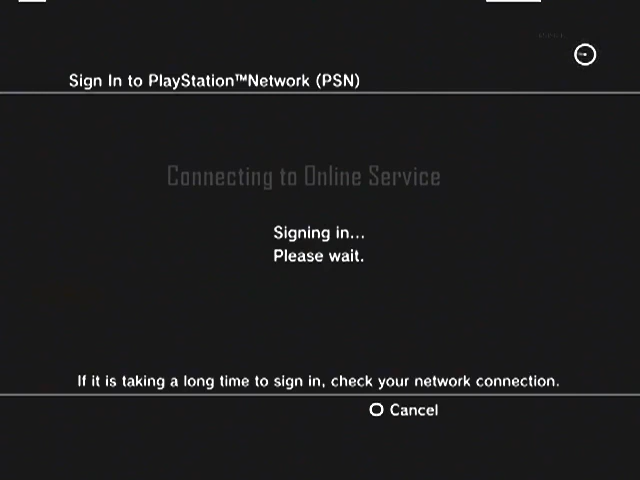 Sign In to PlayStation™Network (PSN)
Connecting to Online Service
Signing in...
Please wait.
If it is taking a long time to sign in, check your network connection.
Cancel